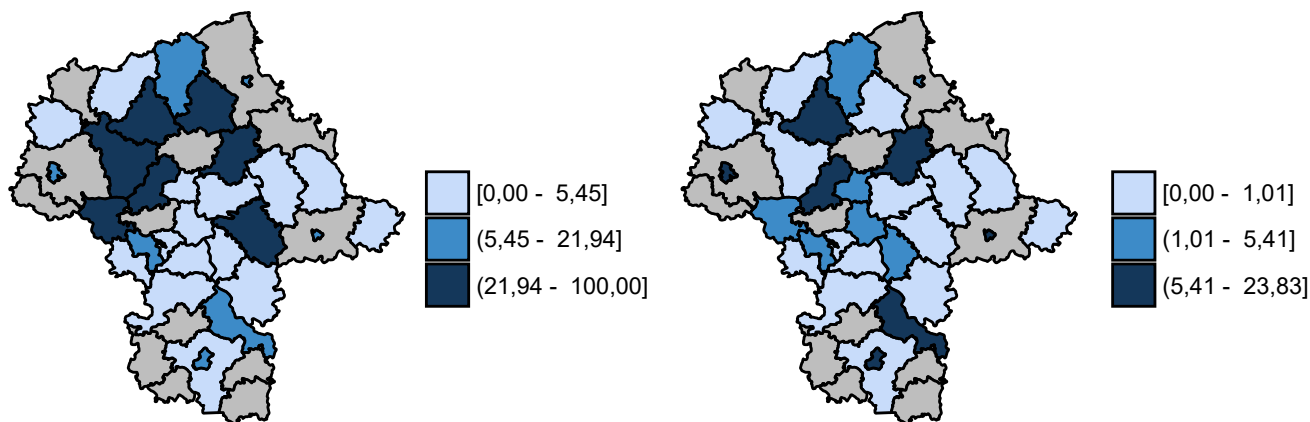 [0,00 - 5,45]
(5,45 - 21,94]
(21,94 - 100,00]
[0,00 - 1,01]
(1,01 - 5,41]
(5,41 - 23,83]